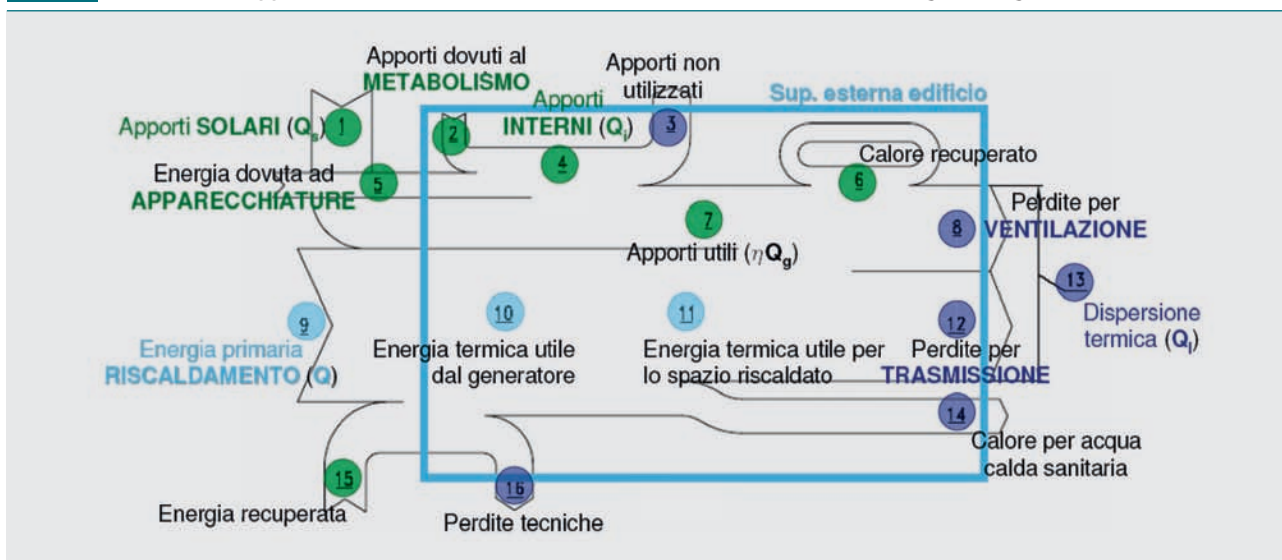 Apporti dovuti al
METABOLISMO
Apporti non
utilizzati
Sup. esterna edificio
Apporti SOLARI (Qs)
1
2
Apporti
INTERNI (Qi)
3
4
Calore recuperato
Energia dovuta ad
APPARECCHIATURE
5
6
7
Apporti utili (ηQg)
8
Perdite per
VENTILAZIONE
13
Dispersione
termica (Ql)
9
Energia primaria
RISCALDAMENTO (Q)
10
Energia termica utile
dal generatore
11
Energia termica utile per
lo spazio riscaldato
12
Perdite per
TRASMISSIONE
14
Calore per acqua
calda sanitaria
15
Energia recuperata
16
Perdite tecniche